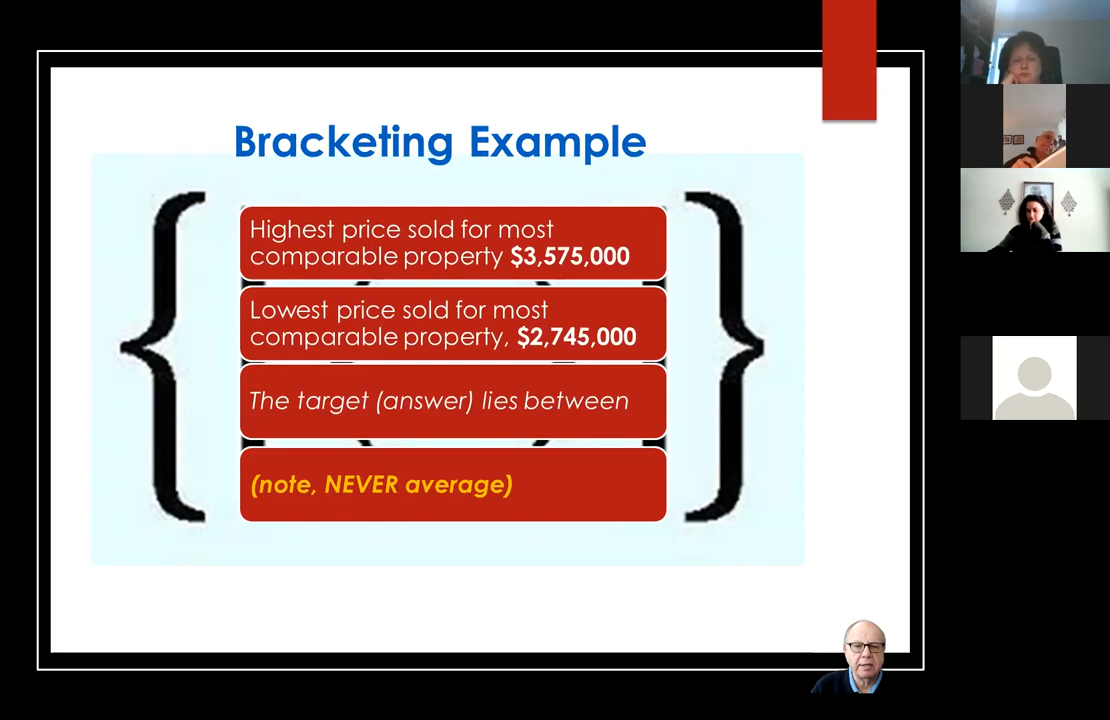 Bracketing Example
Highest price sold for most
comparable property $3,575,000
Lowest price sold for most
comparable property, $2,745,000
The target (answer) lies between
(note, NEVER average)